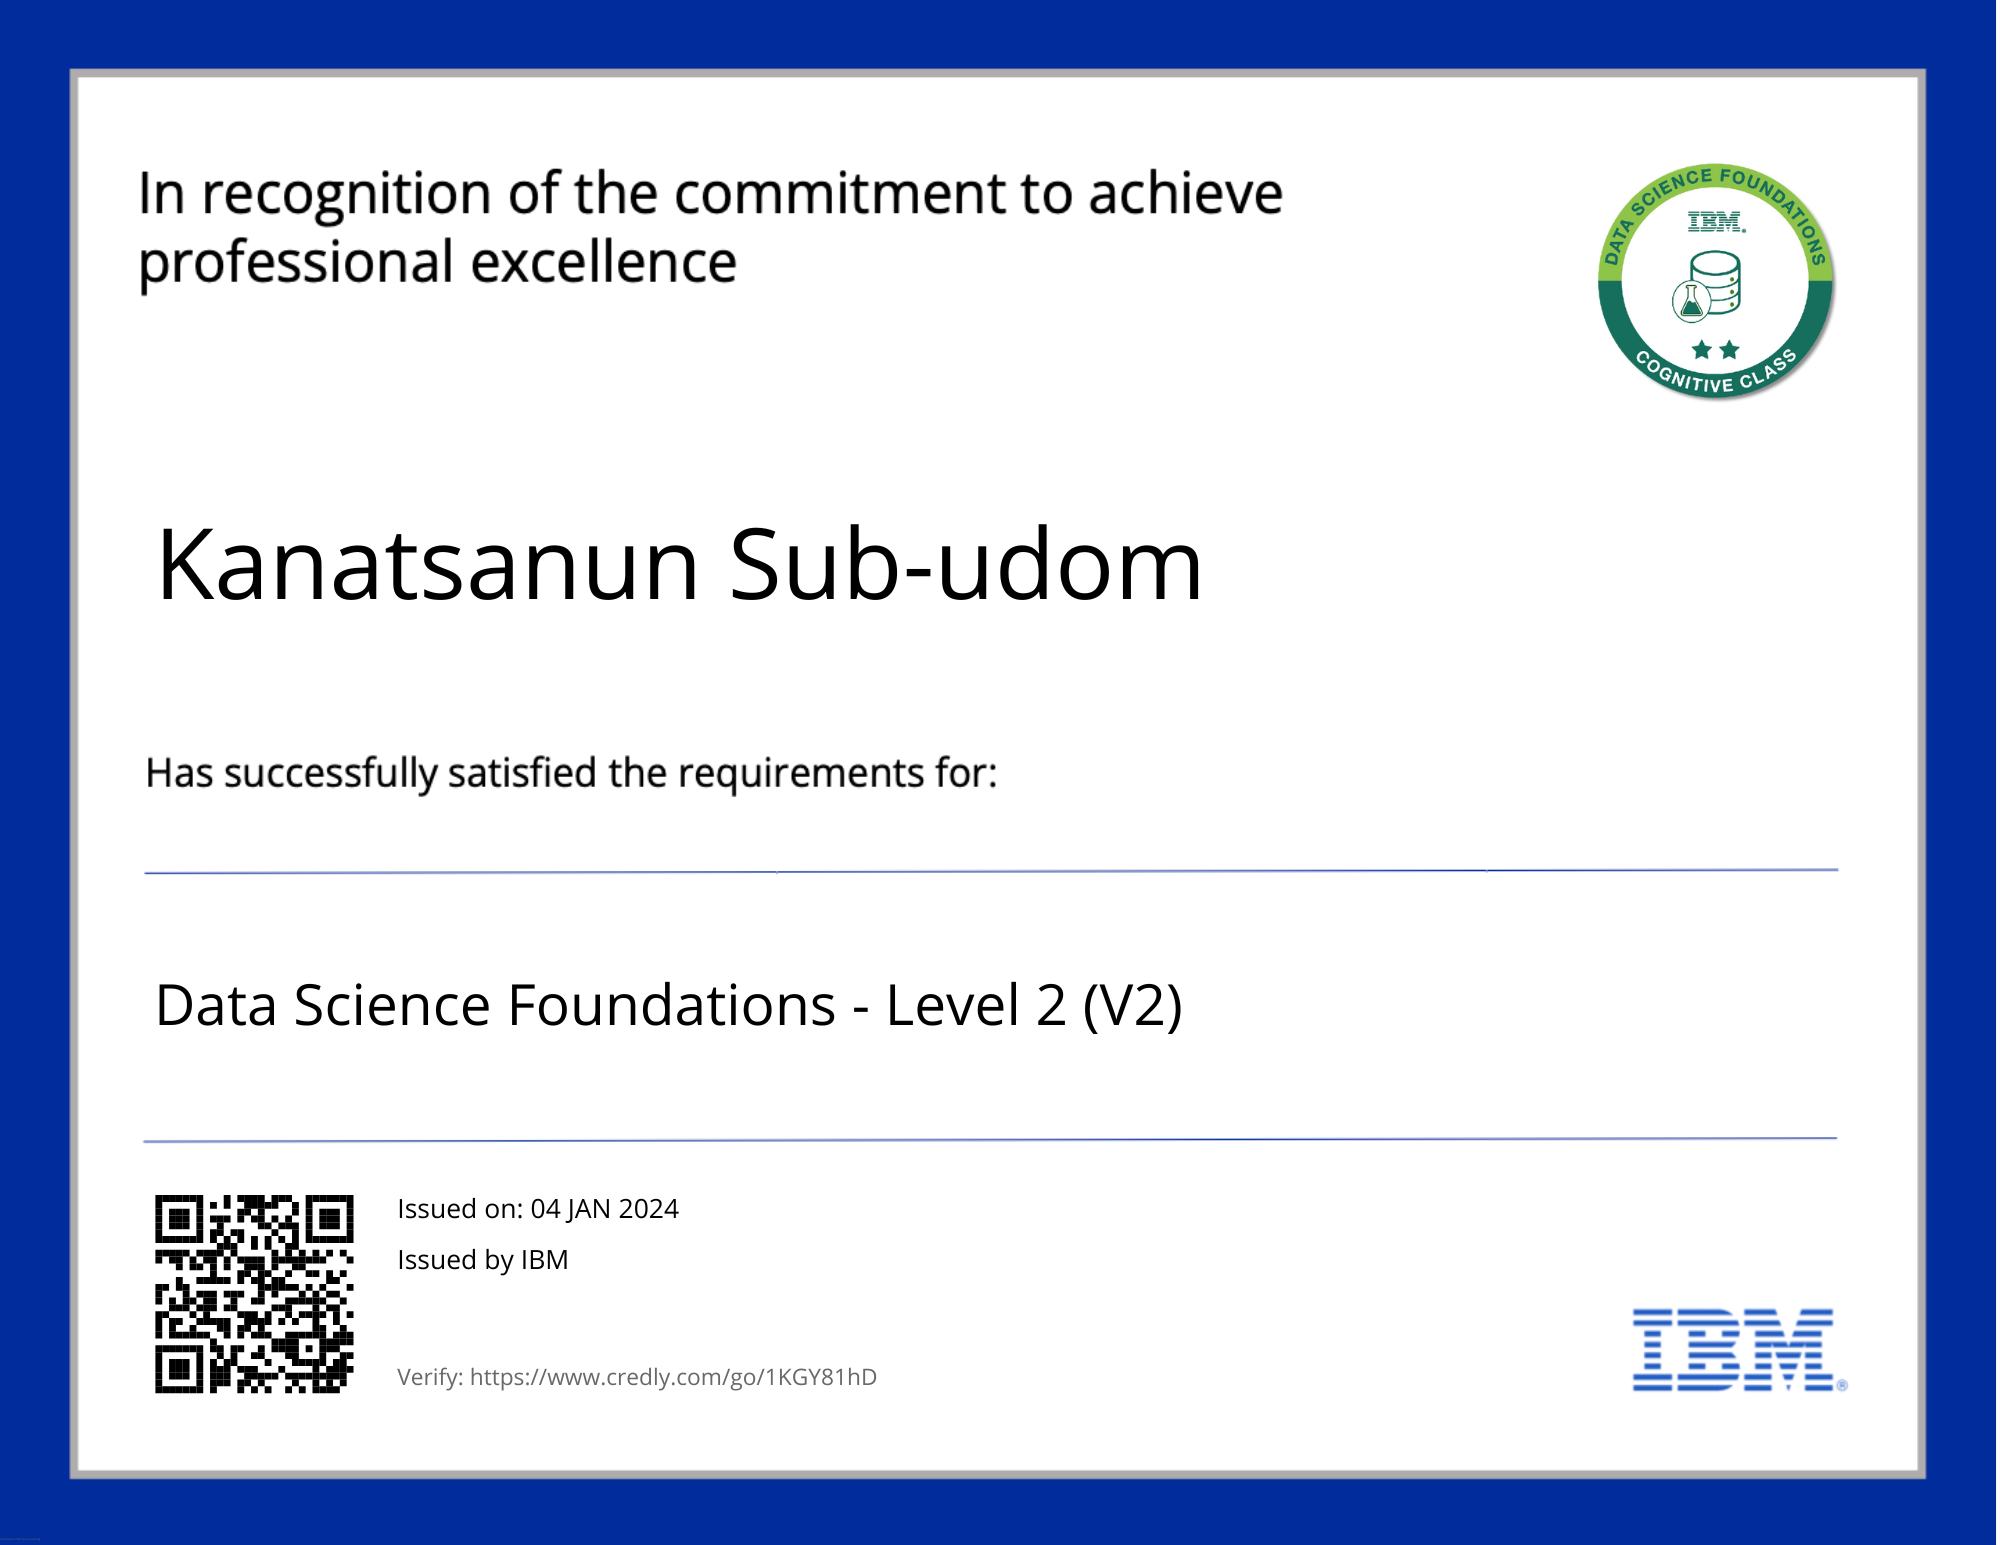 In recognition of the commitment to achieve
professional excellence
DATA SCIENCE FOUNDATIONS
IBM®
COGNITIVE CLASS
Kanatsanun Sub-udom
Has successfully satisfied the requirements for:
Data Science Foundations - Level 2 (V2)
Issued on: 04 JAN 2024
Issued by IBM
Verify: https://www.credly.com/go/1KGY81hD
IBM®